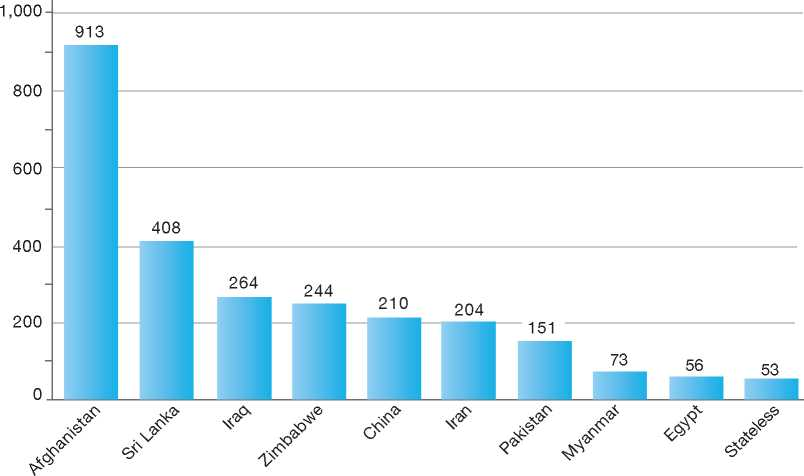 1,000
800
600
400
200
0
913
408
264
244
210
204
151
73
56
53
Afghanistan
Sri Lanka
Iraq
Zimbabwe
China
Iran
Pakistan
Myanmar
Egypt
Stateless